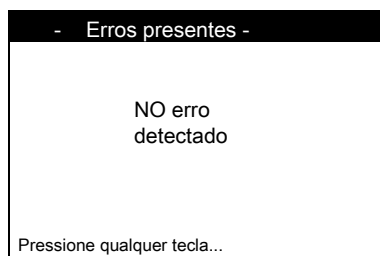 - Erros presentes -
NO erro
detectado
Pressione qualquer tecla...